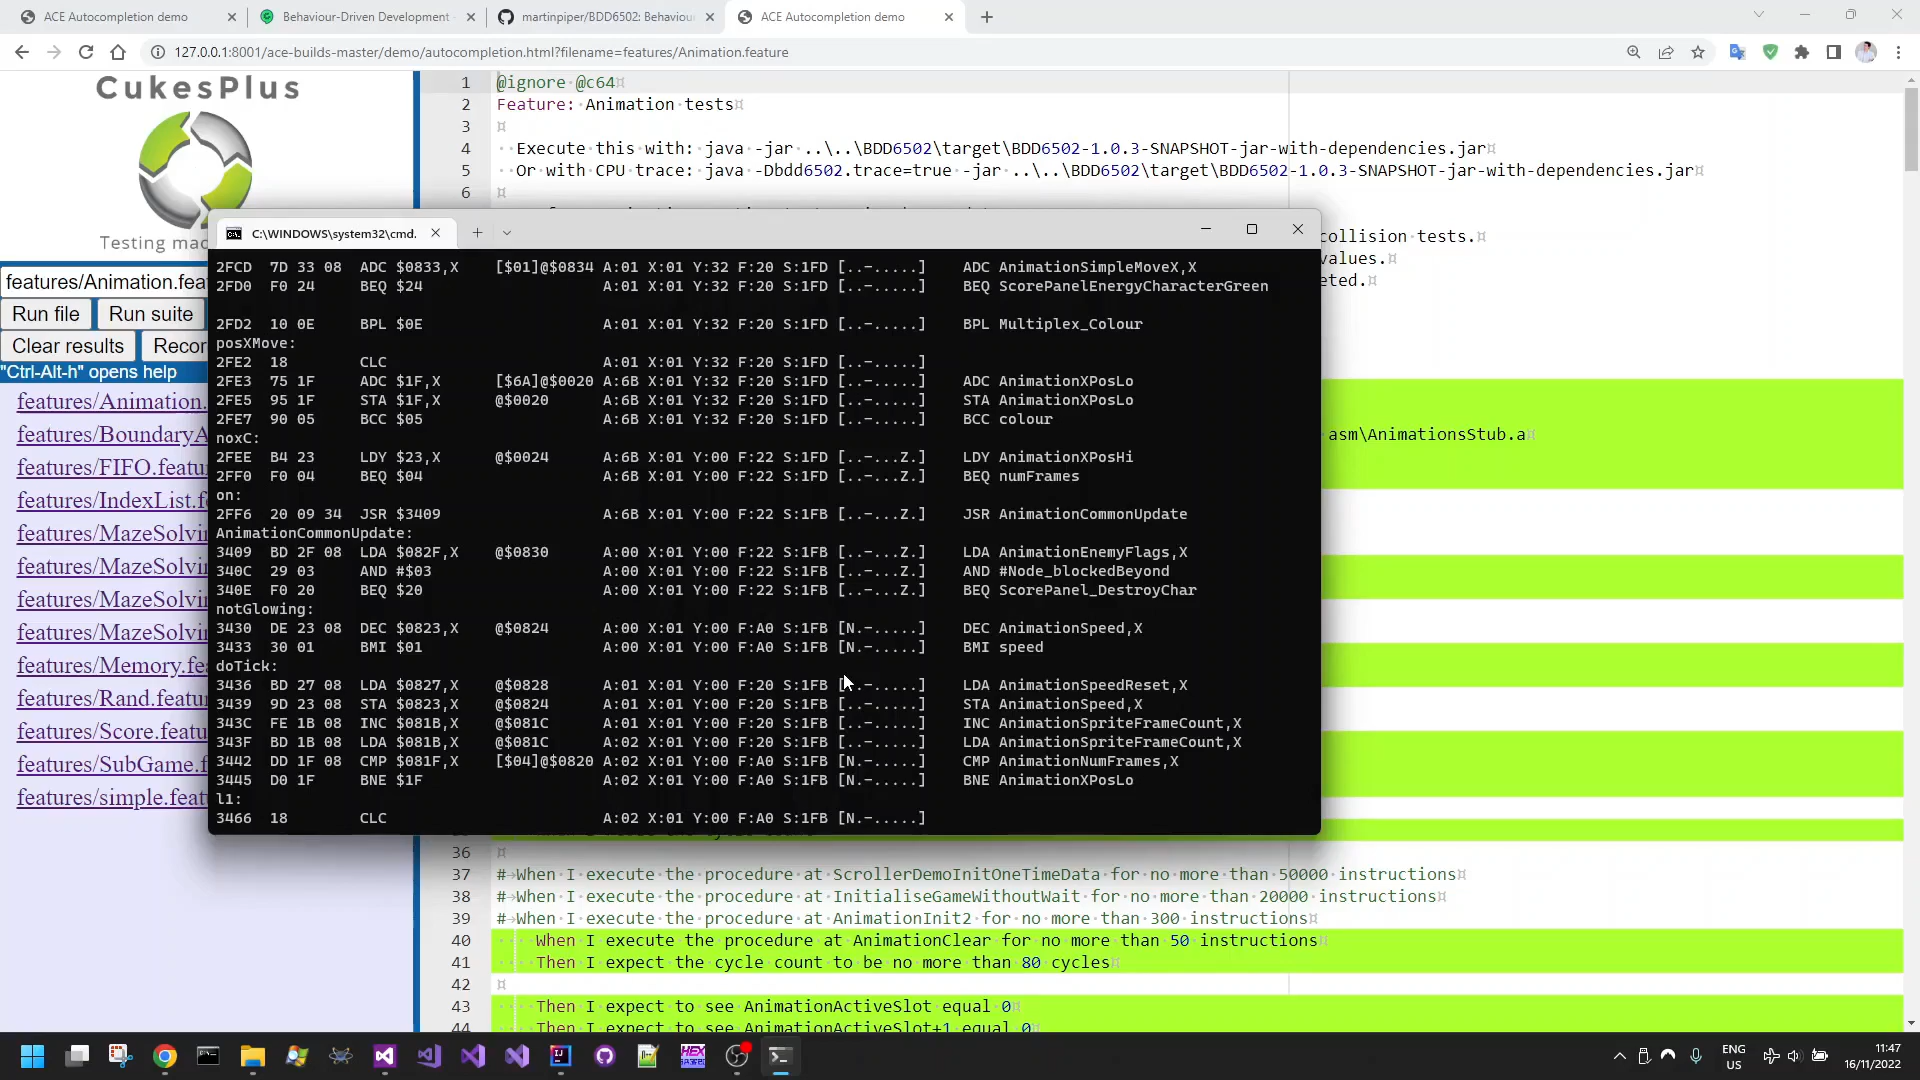 ACE Autocompletion demo
Behaviour-Driven Development
martinpiper/BDD6502: Behaviou
ACE Autocompletion demo
127.0.0.1:8001/ace-builds-master/demo/autocompletion.html?filename=features/Animation.feature
CukesPlus
Testing mac
features/Animation.fea
Run file
Run suite
Clear results
Recor
"Ctrl-Alt-h" opens help
features/Animation.
features/BoundaryA
features/FIFO.featur
features/IndexList.f
features/MazeSolvi
features/MazeSolvi
features/MazeSolvi
features/MazeSolvi
features/Memory.fe
features/Rand.featur
features/Score.featu
features/SubGame.f
features/simple.feat
1 @ignore @c64
2 Feature: Animation tests
3
4 Execute this with: java -jar ..\..\BDD6502\target\BDD6502-1.0.3-SNAPSHOT-jar-with-dependencies.jar
5 Or with CPU trace: java -Dbdd6502.trace=true -jar ..\..\BDD6502\target\BDD6502-1.0.3-SNAPSHOT-jar-with-dependencies.jar
6
collision tests.
values.
eted.
asm\AnimationsStub.a
C:\WINDOWS\system32\cmd.
2FCD 7D 33 08 ADC $0833,X [$01]@$0834 A:01 X:01 Y:32 F:20 S:1FD [..-.....] ADC AnimationSimpleMoveX,X
2FD0 F0 24 BEQ $24 A:01 X:01 Y:32 F:20 S:1FD [..-.....] BEQ ScorePanelEnergyCharacterGreen
2FD2 10 0E BPL $0E A:01 X:01 Y:32 F:20 S:1FD [..-.....] BPL Multiplex_Colour
posXMove:
2FE2 18 CLC A:01 X:01 Y:32 F:20 S:1FD [..-.....]
2FE3 75 1F ADC $1F,X [$6A]@$0020 A:6B X:01 Y:32 F:20 S:1FD [..-.....] ADC AnimationXPosLo
2FE5 95 1F STA $1F,X @$0020 A:6B X:01 Y:32 F:20 S:1FD [..-.....] STA AnimationXPosLo
2FE7 90 05 BCC $05 A:6B X:01 Y:32 F:20 S:1FD [..-.....] BCC colour
noxC:
2FEE B4 23 LDY $23,X @$0024 A:6B X:01 Y:00 F:22 S:1FD [..-...Z.] LDY AnimationXPosHi
2FF0 F0 04 BEQ $04 A:6B X:01 Y:00 F:22 S:1FD [..-...Z.] BEQ numFrames
on:
2FF6 20 09 34 JSR $3409 A:6B X:01 Y:00 F:22 S:1FB [..-...Z.] JSR AnimationCommonUpdate
AnimationCommonUpdate:
3409 BD 2F 08 LDA $082F,X @$0830 A:00 X:01 Y:00 F:22 S:1FB [..-...Z.] LDA AnimationEnemyFlags,X
340C 29 03 AND #$03 A:00 X:01 Y:00 F:22 S:1FB [..-...Z.] AND #Node_blockedBeyond
340E F0 20 BEQ $20 A:00 X:01 Y:00 F:22 S:1FB [..-...Z.] BEQ ScorePanel_DestroyChar
notGlowing:
3430 DE 23 08 DEC $0823,X @$0824 A:00 X:01 Y:00 F:A0 S:1FB [N.-.....] DEC AnimationSpeed,X
3433 30 01 BMI $01 A:00 X:01 Y:00 F:A0 S:1FB [N.-.....] BMI speed
doTick:
3436 BD 27 08 LDA $0827,X @$0828 A:01 X:01 Y:00 F:20 S:1FB [..-.....] LDA AnimationSpeedReset,X
3439 9D 23 08 STA $0823,X @$0824 A:01 X:01 Y:00 F:20 S:1FB [..-.....] STA AnimationSpeed,X
343C FE 1B 08 INC $081B,X @$081C A:01 X:01 Y:00 F:20 S:1FB [..-.....] INC AnimationSpriteFrameCount,X
343F BD 1B 08 LDA $081B,X @$081C A:02 X:01 Y:00 F:20 S:1FB [..-.....] LDA AnimationSpriteFrameCount,X
3442 DD 1F 08 CMP $081F,X [$04]@$0820 A:02 X:01 Y:00 F:A0 S:1FB [N.-.....] CMP AnimationNumFrames,X
3445 D0 1F BNE $1F A:02 X:01 Y:00 F:A0 S:1FB [N.-.....] BNE AnimationXPosLo
l1:
3466 18 CLC A:02 X:01 Y:00 F:A0 S:1FB [N.-.....]
36
37 # When I execute the procedure at ScrollerDemoInitOneTimeData for no more than 50000 instructions
38 # When I execute the procedure at InitialiseGameWithoutWait for no more than 20000 instructions
39 # When I execute the procedure at AnimationInit2 for no more than 300 instructions
40 When I execute the procedure at AnimationClear for no more than 50 instructions
41 Then I expect the cycle count to be no more than 80 cycles
42
43 Then I expect to see AnimationActiveSlot equal 0
44 Then I expect to see AnimationActiveSlot+1 equal 0
HEX
ENG
US
11:47
16/11/2022